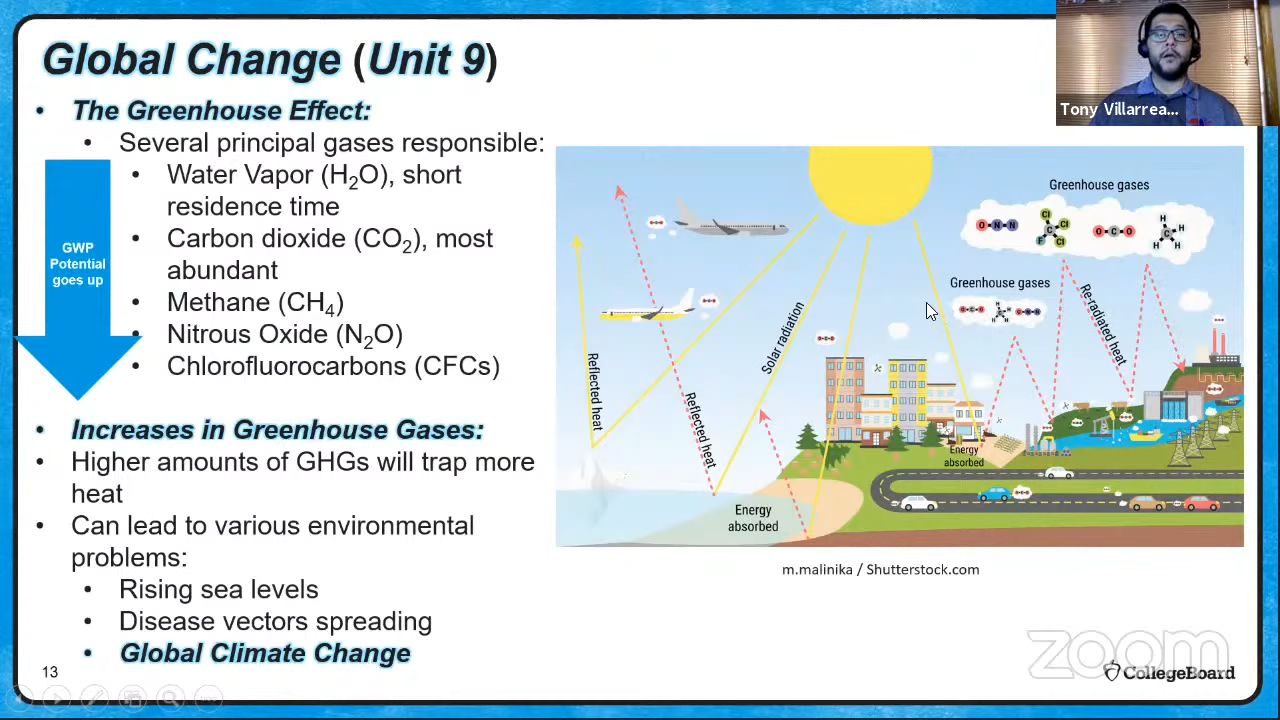 Global Change (Unit 9)
• The Greenhouse Effect:
• Several principal gases responsible:
• Water Vapor (H₂O), short
residence time
• Carbon dioxide (CO₂), most
abundant
• Methane (CH₄)
• Nitrous Oxide (N₂O)
• Chlorofluorocarbons (CFCs)
GWP
Potential
goes up
• Increases in Greenhouse Gases:
• Higher amounts of GHGs will trap more
heat
• Can lead to various environmental
problems:
• Rising sea levels
• Disease vectors spreading
• Global Climate Change
13
Tony Villarrea...
Greenhouse gases
O N N
Cl
Cl
F C
Cl
O C O
H
H
C
H H
Greenhouse gases
Reflected heat
Reflected heat
Solar radiation
Re-radiated heat
Energy
absorbed
Energy
absorbed
m.malinika / Shutterstock.com
zoom
CollegeBoard